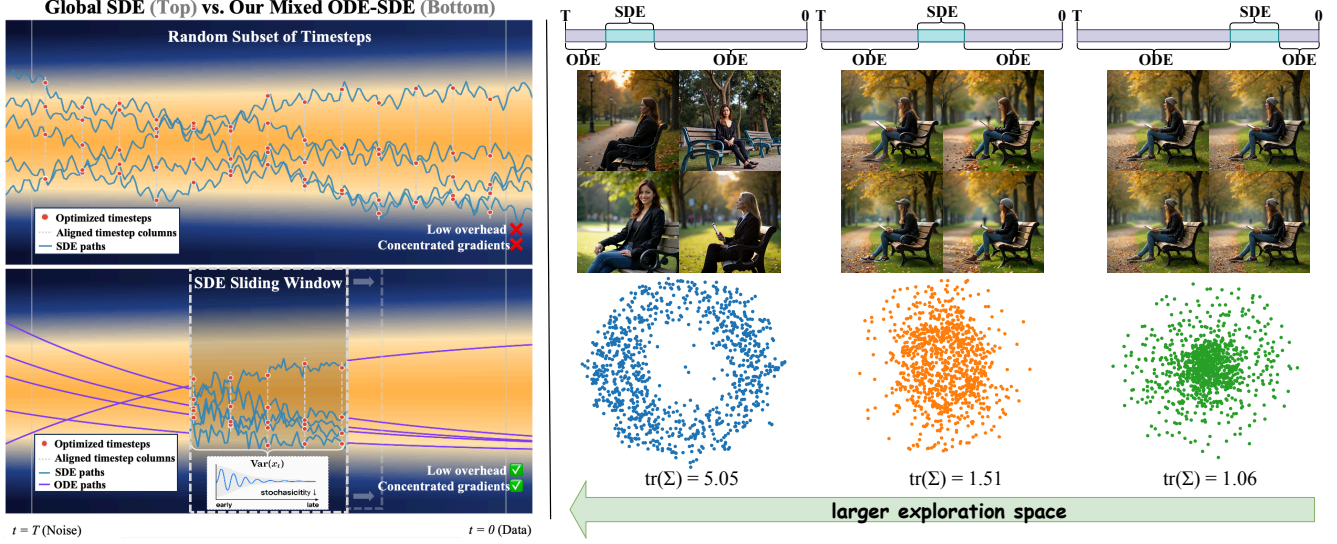 Global SDE (Top) vs. Our Mixed ODE-SDE (Bottom)
Random Subset of Timesteps
Optimized timesteps
Aligned timestep columns
SDE paths
Low overhead
Concentrated gradients
SDE Sliding Window
Optimized timesteps
Aligned timestep columns
SDE paths
ODE paths
Var(x_t)
stochasicitiy ↓
early
late
Low overhead
Concentrated gradients
t = T (Noise)
t = 0 (Data)
T SDE 0
ODE ODE
T SDE 0
ODE ODE
T SDE 0
ODE ODE
tr(Σ) = 5.05
tr(Σ) = 1.51
tr(Σ) = 1.06
larger exploration space